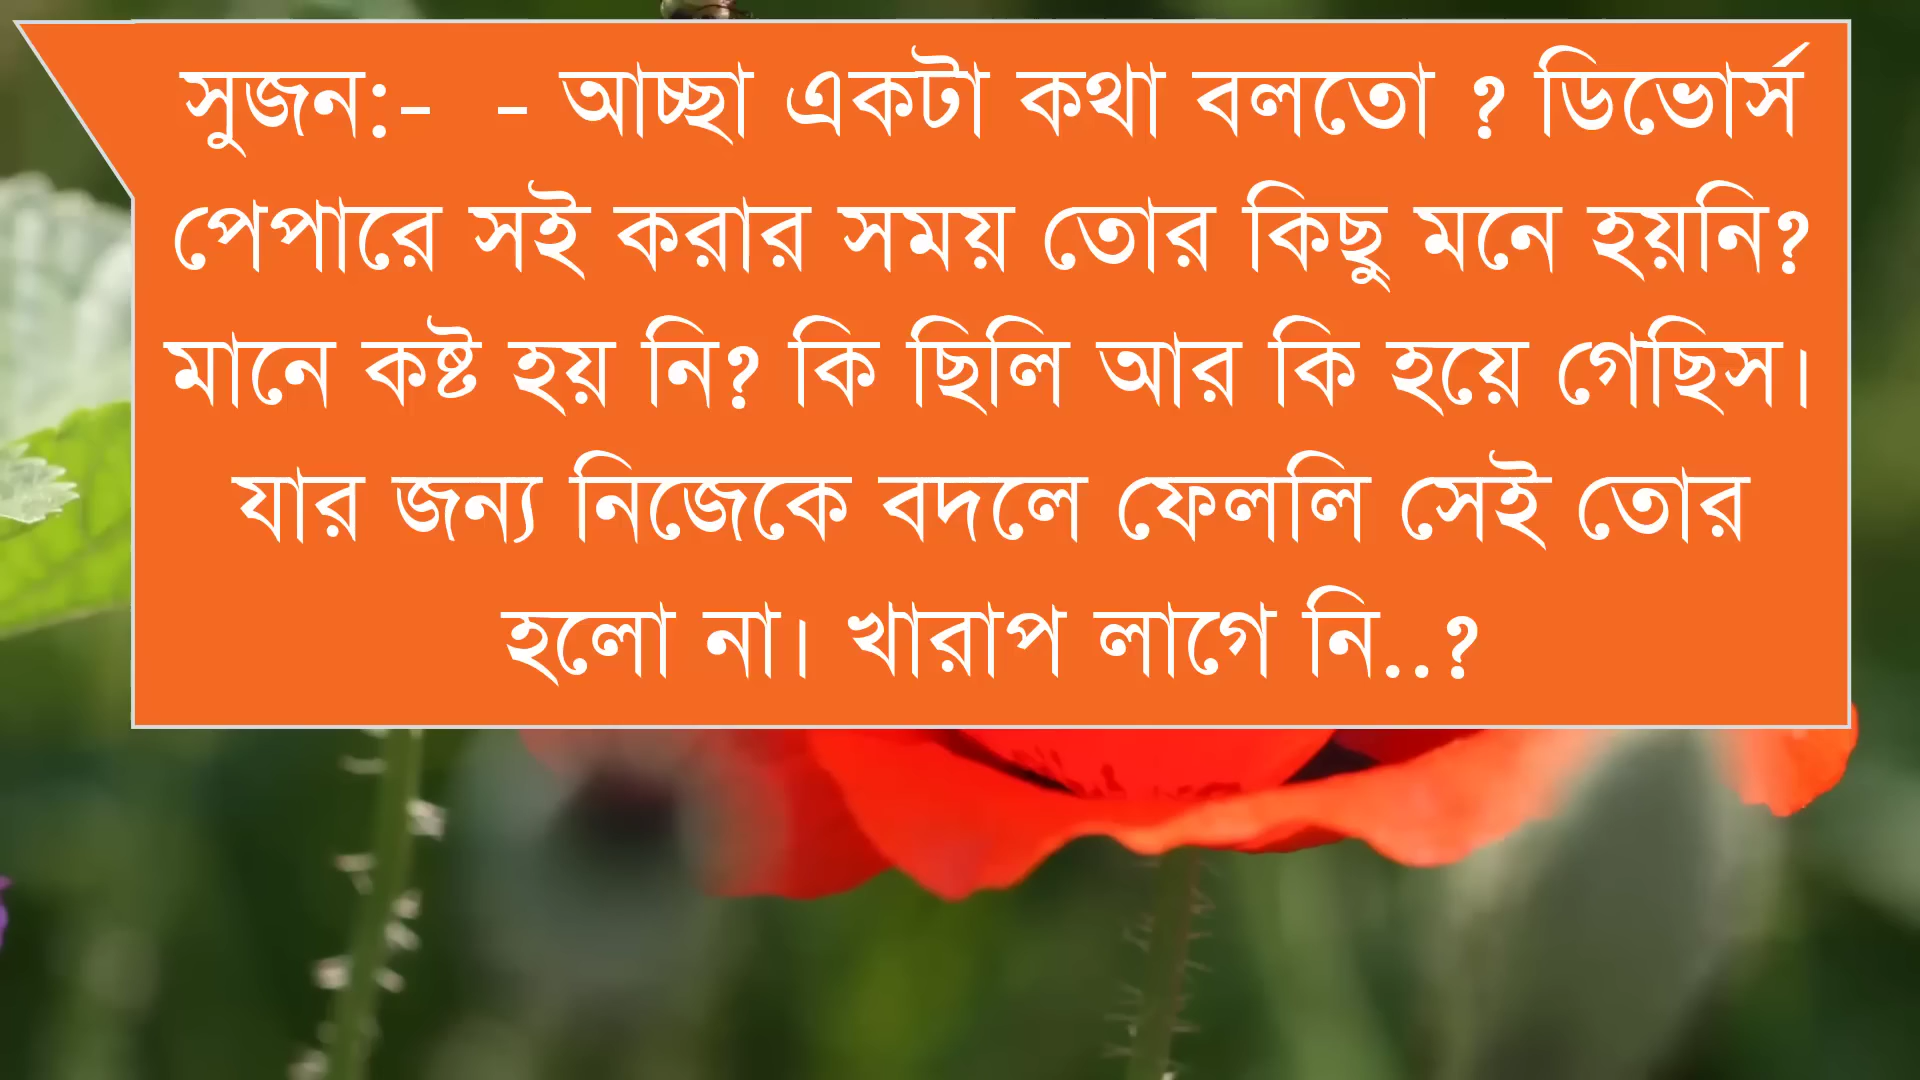 সুজন:-  - আচ্ছা একটা কথা বলতো ? ডিভোর্স
পেপারে সই করার সময় তোর কিছু মনে হয়নি?
মানে কষ্ট হয় নি? কি ছিলি আর কি হয়ে গেছিস।
যার জন্য নিজেকে বদলে ফেললি সেই তোর
হলো না। খারাপ লাগে নি..?